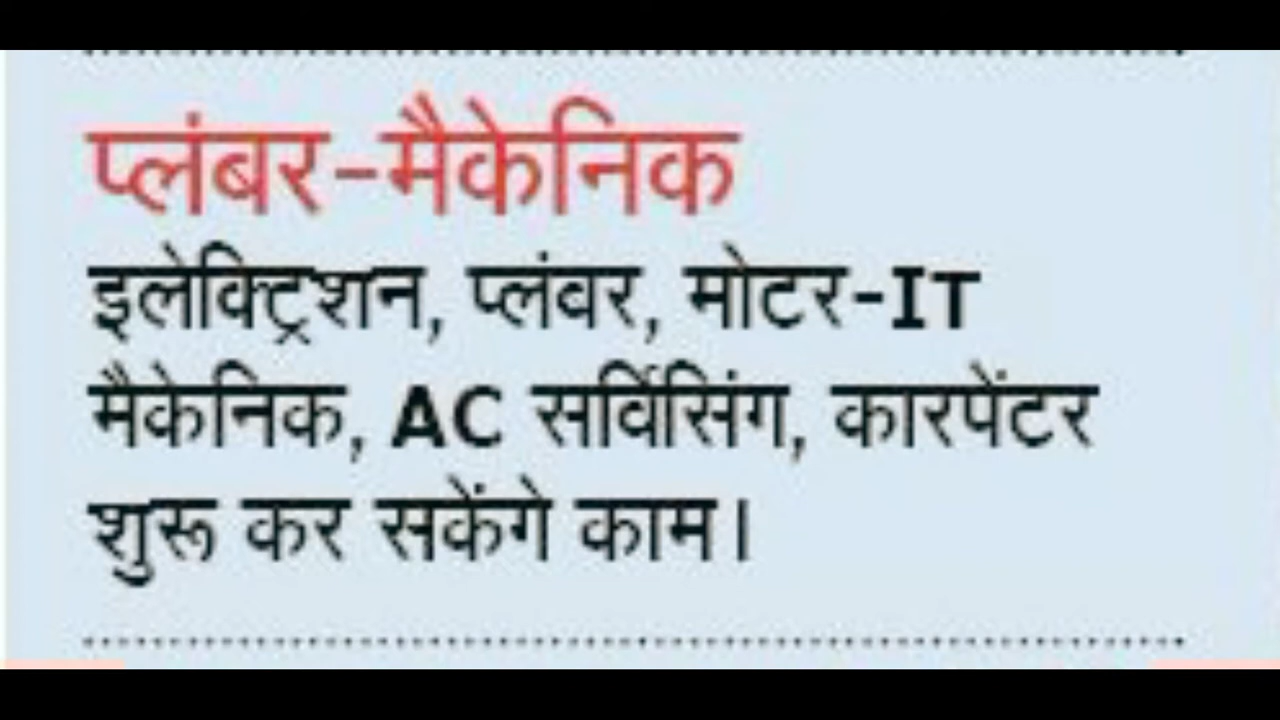 प्लंबर-मैकेनिक
इलेक्ट्रिशन, प्लंबर, मोटर-IT
मैकेनिक, AC सर्विसिंग, कारपेंटर
शुरू कर सकेंगे काम।